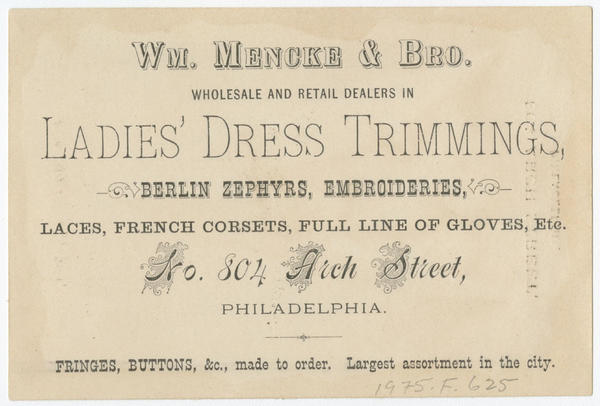 Wm. Mencke & Bro.
WHOLESALE AND RETAIL DEALERS IN
LADIES' DRESS TRIMMINGS,
BERLIN ZEPHYRS, EMBROIDERIES,
LACES, FRENCH CORSETS, FULL LINE OF GLOVES, Etc.
No. 804 Arch Street,
PHILADELPHIA.
FRINGES, BUTTONS, &c., made to order. Largest assortment in the city.
1975.F.625